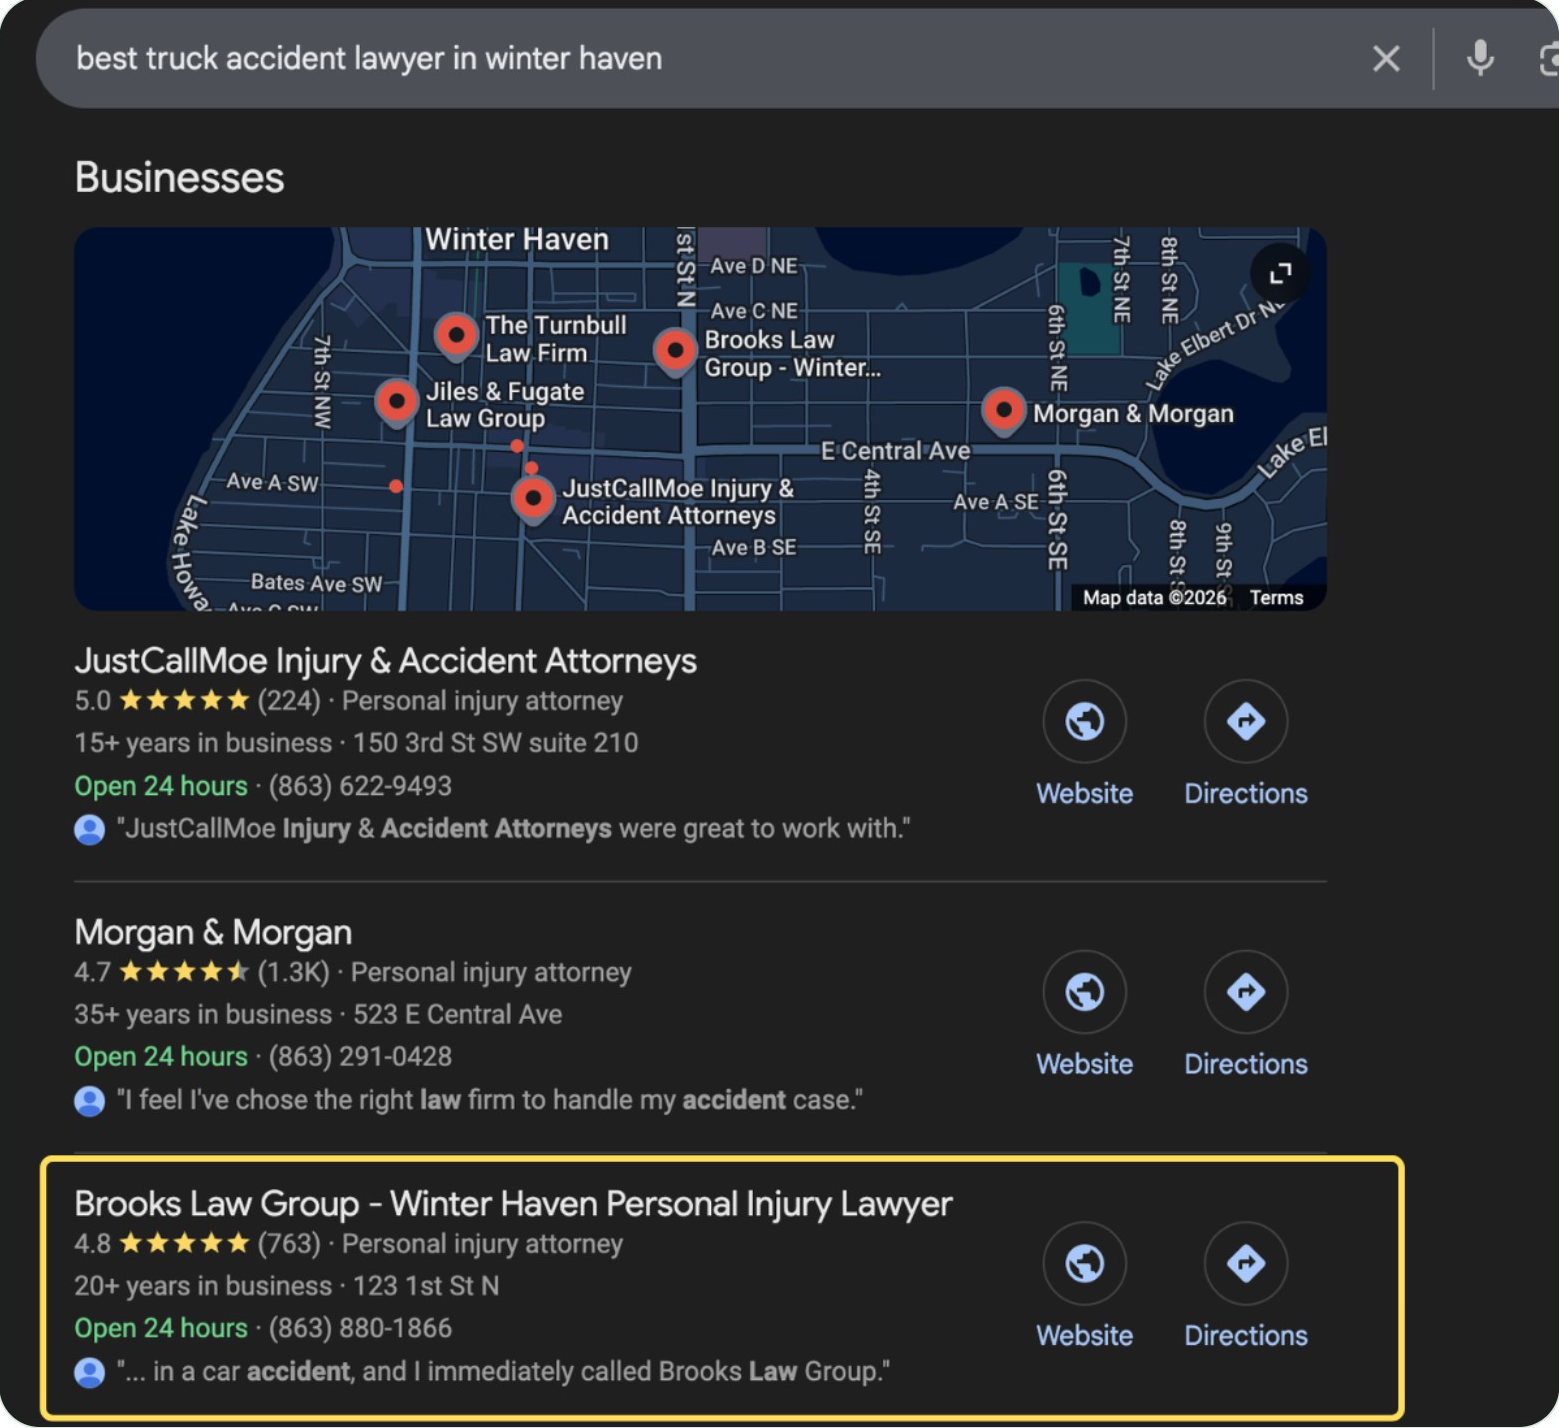 best truck accident lawyer in winter haven
Businesses
Winter Haven
1st St N
Ave D NE
7th St NE
8th St NE
Ave C NE
The Turnbull
Law Firm
Brooks Law
Group - Winter...
6th St NE
Lake Elbert Dr
7th St NW
Jiles & Fugate
Law Group
Morgan & Morgan
E Central Ave
Ave A SW
JustCallMoe Injury &
Accident Attorneys
4th St SE
Ave A SE
6th St SE
Ave B SE
8th
9th St
Bates Ave SW
Map data ©2026 Terms
JustCallMoe Injury & Accident Attorneys
5.0 (224) · Personal injury attorney
15+ years in business · 150 3rd St SW suite 210
Open 24 hours · (863) 622-9493
"JustCallMoe Injury & Accident Attorneys were great to work with."
Website
Directions
Morgan & Morgan
4.7 (1.3K) · Personal injury attorney
35+ years in business · 523 E Central Ave
Open 24 hours · (863) 291-0428
"I feel I've chose the right law firm to handle my accident case."
Website
Directions
Brooks Law Group - Winter Haven Personal Injury Lawyer
4.8 (763) · Personal injury attorney
20+ years in business · 123 1st St N
Open 24 hours · (863) 880-1866
"... in a car accident, and I immediately called Brooks Law Group."
Website
Directions